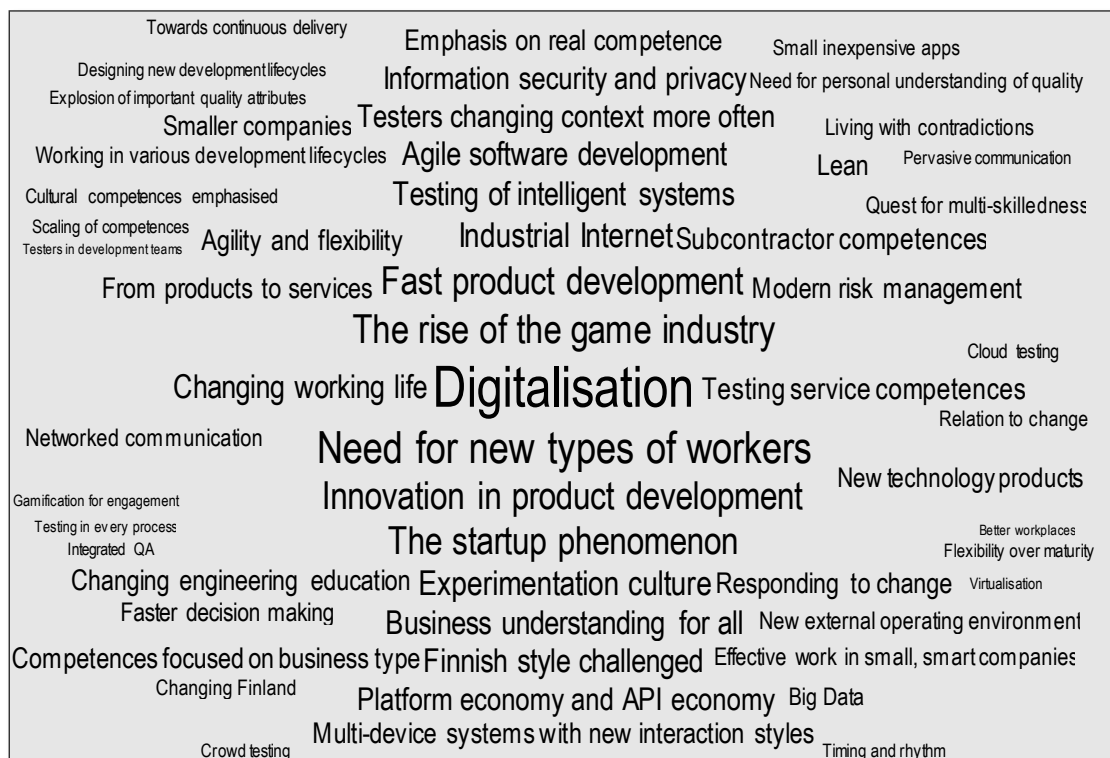 Towards continuous delivery
Emphasis on real competence
Small inexpensive apps
Designing new development lifecycles
Information security and privacy
Need for personal understanding of quality
Explosion of important quality attributes
Smaller companies
Testers changing context more often
Living with contradictions
Working in various development lifecycles
Agile software development
Lean
Pervasive communication
Cultural competences emphasised
Testing of intelligent systems
Quest for multi-skilledness
Scaling of competences
Testers in development teams
Agility and flexibility
Industrial Internet
Subcontractor competences
From products to services
Fast product development
Modern risk management
The rise of the game industry
Cloud testing
Changing working life
Digitalisation
Testing service competences
Relation to change
Networked communication
Need for new types of workers
New technology products
Gamification for engagement
Innovation in product development
Testing in every process
Integrated QA
The startup phenomenon
Better workplaces
Flexibility over maturity
Changing engineering education
Experimentation culture
Responding to change
Virtualisation
Faster decision making
Business understanding for all
New external operating environment
Competences focused on business type
Finnish style challenged
Effective work in small, smart companies
Changing Finland
Platform economy and API economy
Big Data
Crowd testing
Multi-device systems with new interaction styles
Timing and rhythm